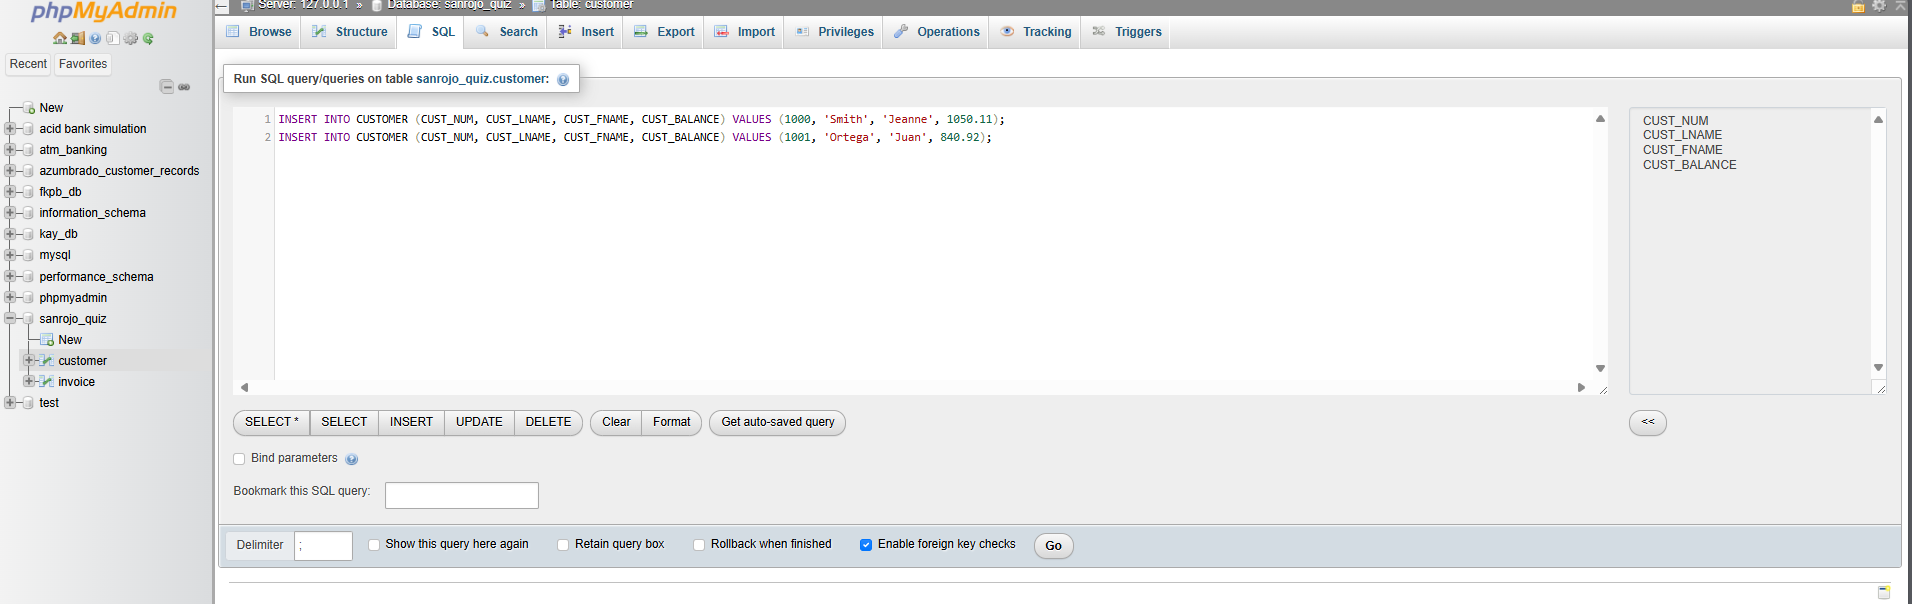 phpMyAdmin
Recent
Favorites
New
acid bank simulation
atm_banking
azumbrado_customer_records
fkpb_db
information_schema
kay_db
mysql
performance_schema
phpmyadmin
sanrojo_quiz
New
customer
invoice
test
Server: 127.0.0.1 » Database: sanrojo_quiz » Table: customer
Browse Structure SQL Search Insert Export Import Privileges Operations Tracking Triggers
Run SQL query/queries on table sanrojo_quiz.customer:
1 INSERT INTO CUSTOMER (CUST_NUM, CUST_LNAME, CUST_FNAME, CUST_BALANCE) VALUES (1000, 'Smith', 'Jeanne', 1050.11);
2 INSERT INTO CUSTOMER (CUST_NUM, CUST_LNAME, CUST_FNAME, CUST_BALANCE) VALUES (1001, 'Ortega', 'Juan', 840.92);
CUST_NUM
CUST_LNAME
CUST_FNAME
CUST_BALANCE
SELECT * SELECT INSERT UPDATE DELETE Clear Format Get auto-saved query <<
Bind parameters
Bookmark this SQL query:
Delimiter ; Show this query here again Retain query box Rollback when finished Enable foreign key checks Go